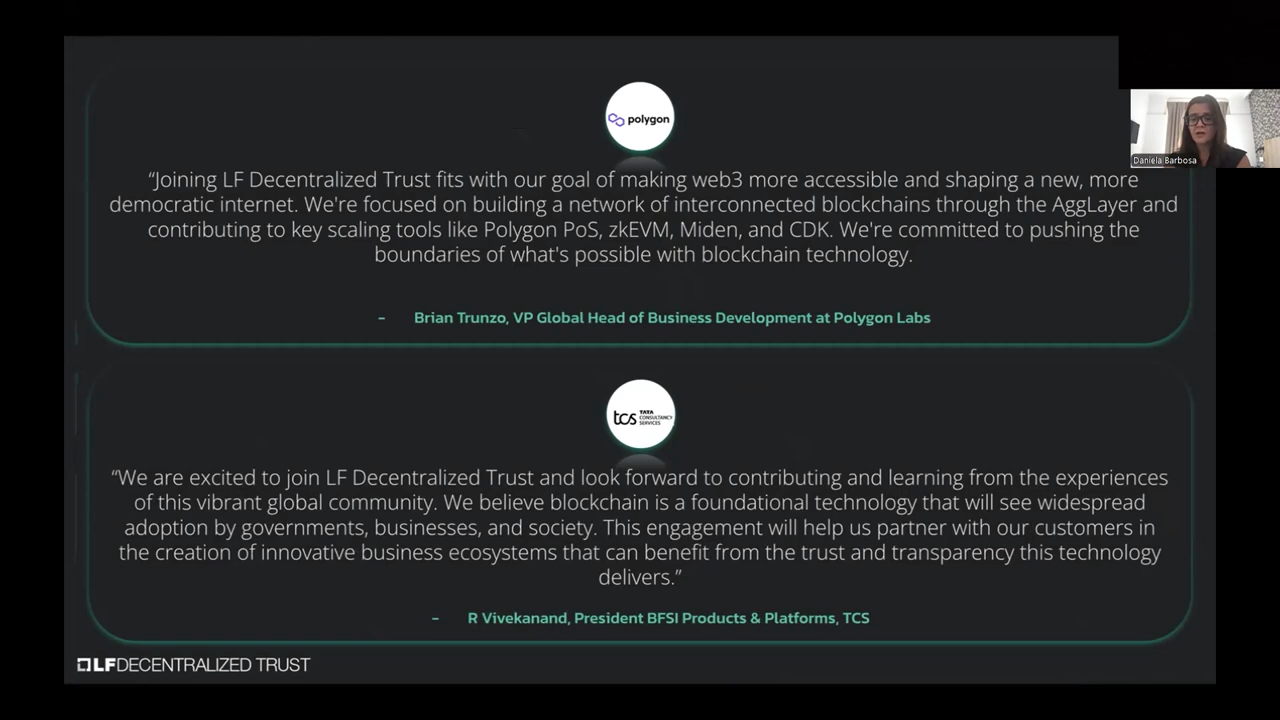 polygon
“Joining LF Decentralized Trust fits with our goal of making web3 more accessible and shaping a new, more
democratic internet. We're focused on building a network of interconnected blockchains through the AggLayer and
contributing to key scaling tools like Polygon PoS, zkEVM, Miden, and CDK. We're committed to pushing the
boundaries of what's possible with blockchain technology.
- Brian Trunzo, VP Global Head of Business Development at Polygon Labs
Daniela Barbosa
tcs TATA
CONSULTANCY
SERVICES
“We are excited to join LF Decentralized Trust and look forward to contributing and learning from the experiences
of this vibrant global community. We believe blockchain is a foundational technology that will see widespread
adoption by governments, businesses, and society. This engagement will help us partner with our customers in
the creation of innovative business ecosystems that can benefit from the trust and transparency this technology
delivers.”
- R Vivekanand, President BFSI Products & Platforms, TCS
LFDECENTRALIZED TRUST